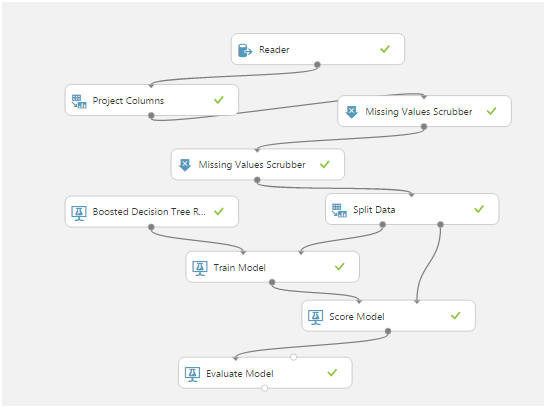 Reader
Project Columns
Missing Values Scrubber
Missing Values Scrubber
Boosted Decision Tree R...
Split Data
Train Model
Score Model
Evaluate Model